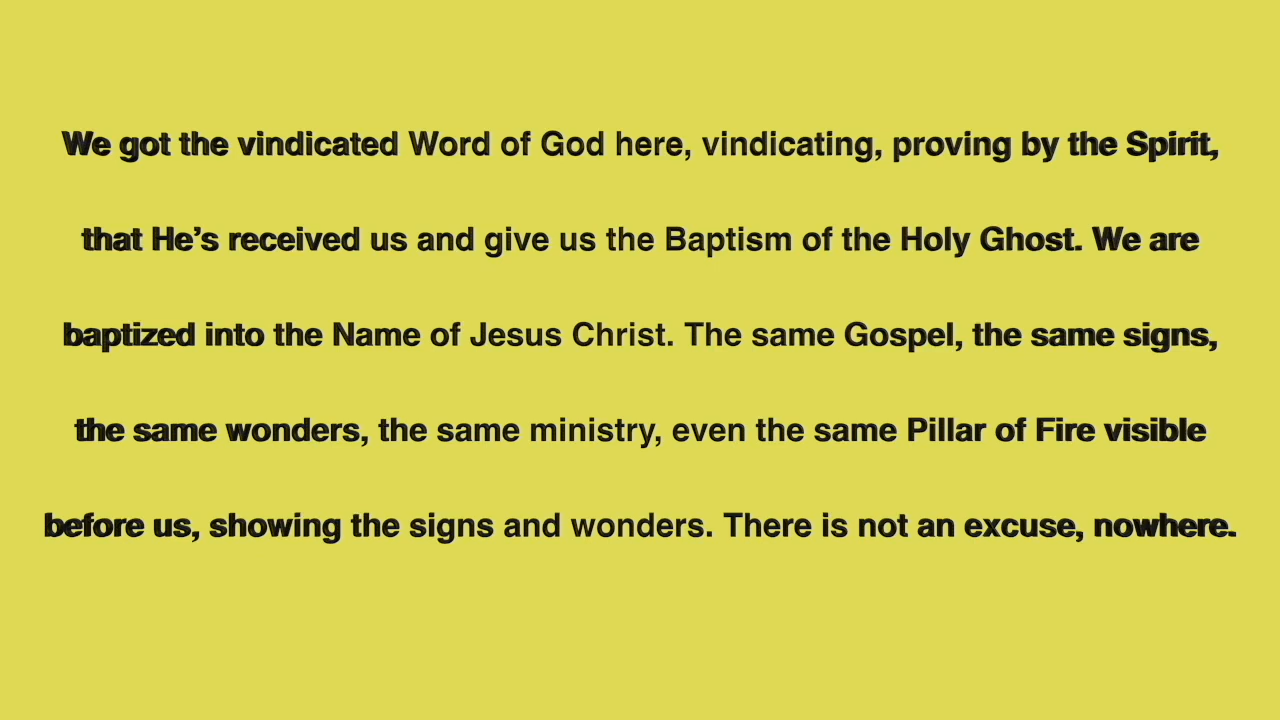 We got the vindicated Word of God here, vindicating, proving by the Spirit,
that He’s received us and give us the Baptism of the Holy Ghost. We are
baptized into the Name of Jesus Christ. The same Gospel, the same signs,
the same wonders, the same ministry, even the same Pillar of Fire visible
before us, showing the signs and wonders. There is not an excuse, nowhere.